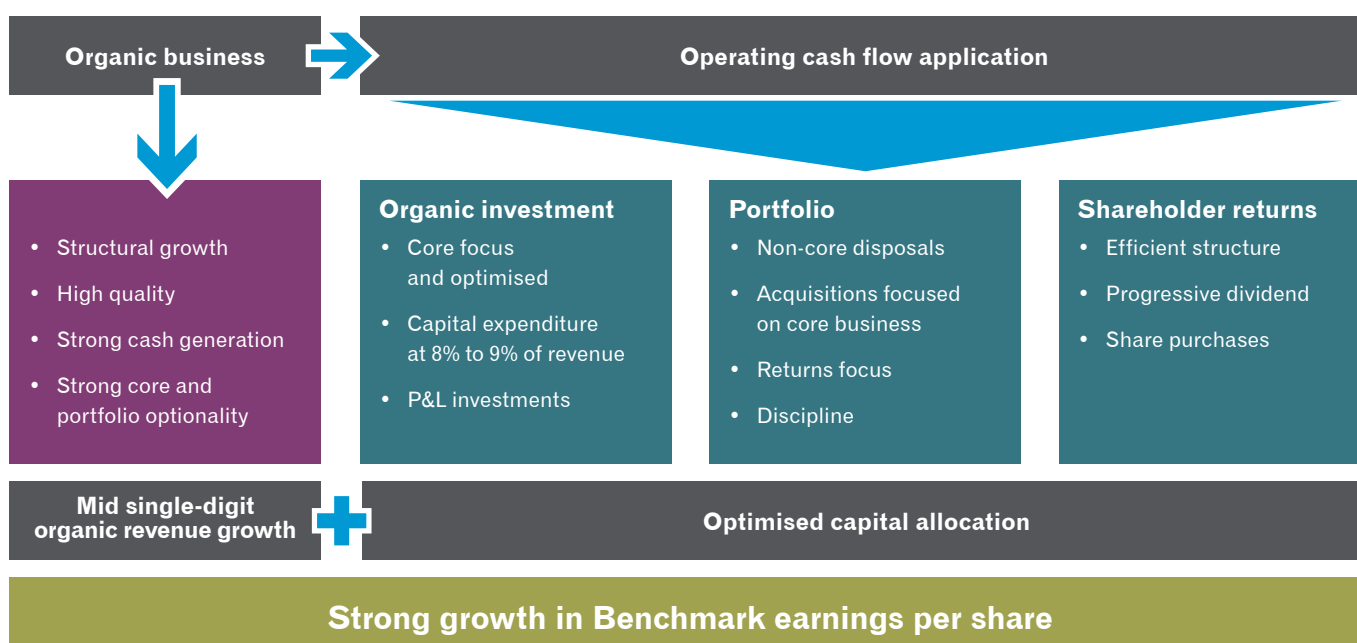 Organic business
Operating cash flow application
• Structural growth
• High quality
• Strong cash generation
• Strong core and
portfolio optionality
Organic investment
• Core focus
and optimised
• Capital expenditure
at 8% to 9% of revenue
• P&L investments
Portfolio
• Non-core disposals
• Acquisitions focused
on core business
• Returns focus
• Discipline
Shareholder returns
• Efficient structure
• Progressive dividend
• Share purchases
Mid single-digit
organic revenue growth
Optimised capital allocation
Strong growth in Benchmark earnings per share